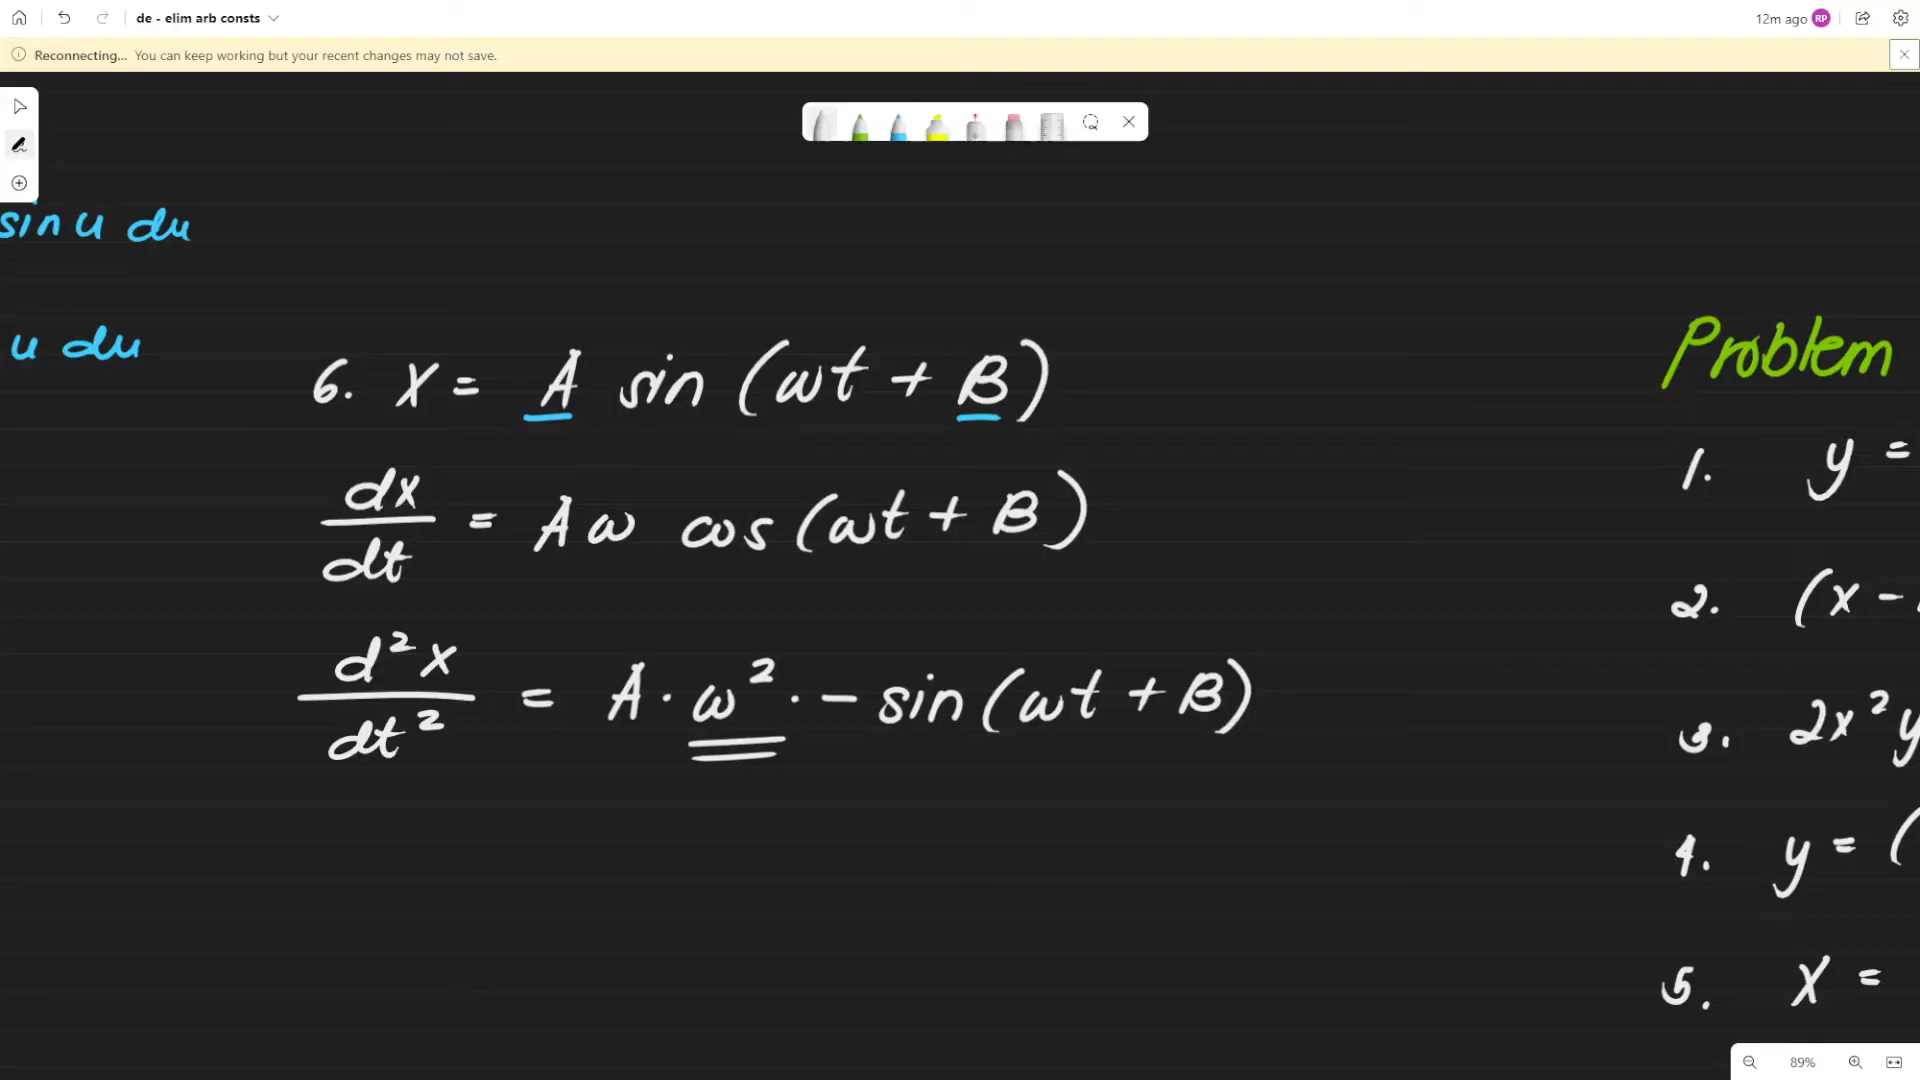 de - elim arb consts
12m ago RP
Reconnecting... You can keep working but your recent changes may not save.
sin u du
u du
6. X = A sin (ωt + B)
dx/dt = Aω cos (ωt + B)
d²x/dt² = A · ω² · - sin (ωt + B)
Problem
1. y =
2. (x -
3. 2x² y
4. y = (
5. X =
89%